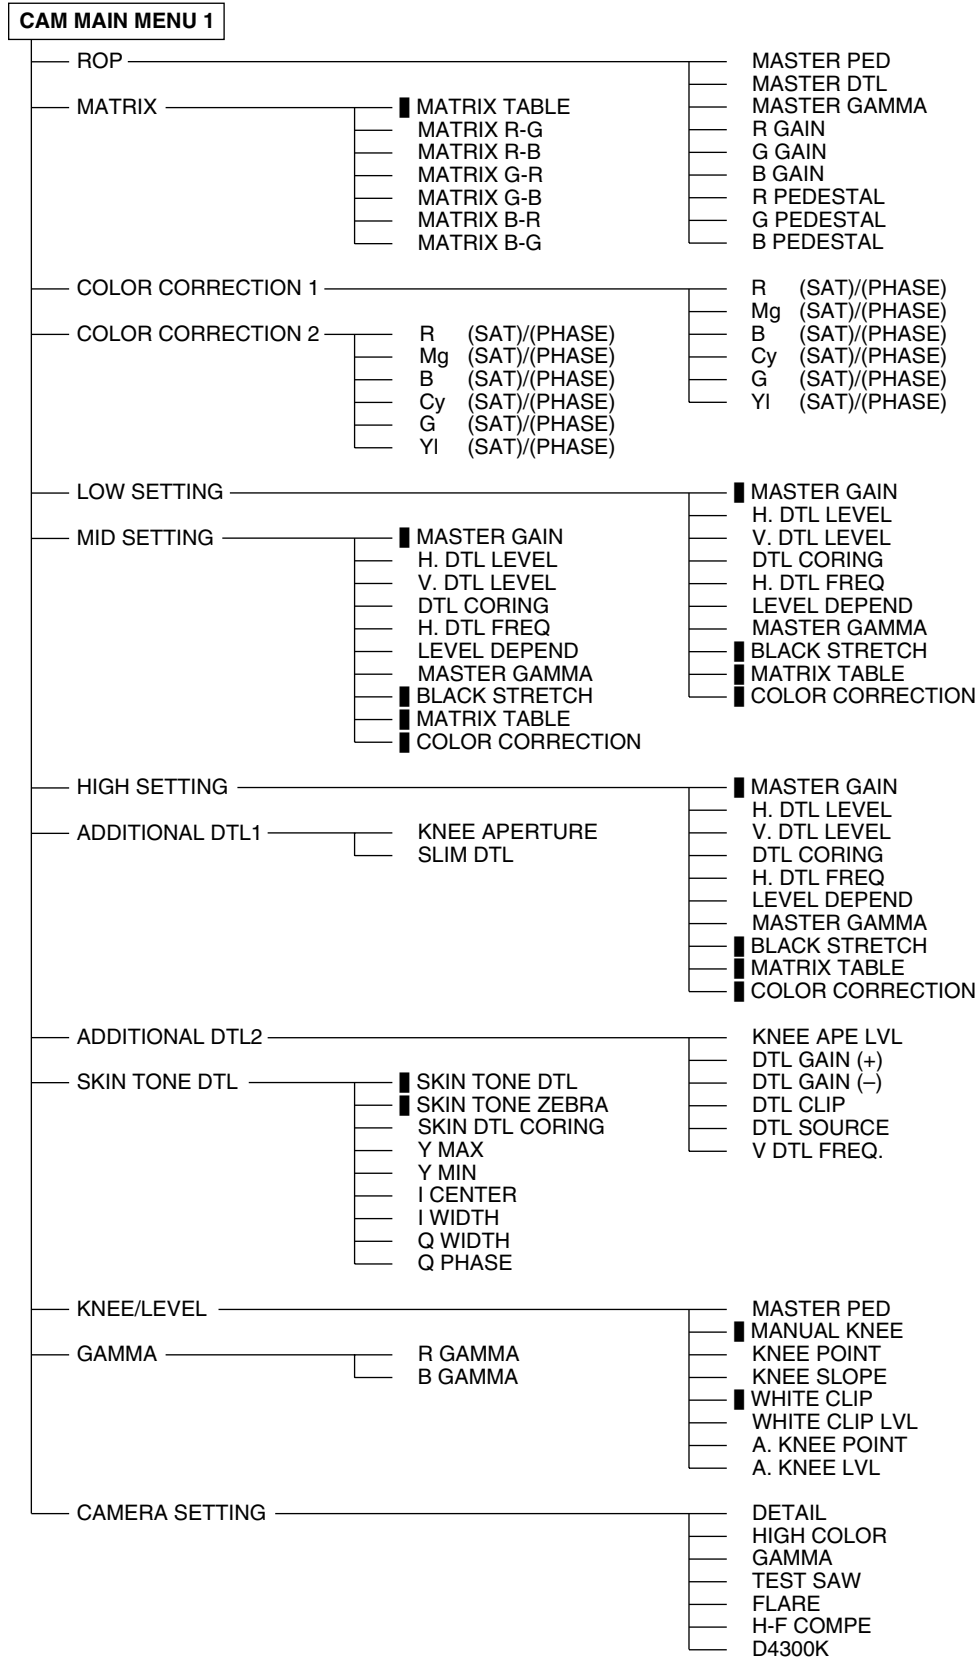 CAM MAIN MENU 1
ROP
MASTER PED
MASTER DTL
MASTER GAMMA
R GAIN
G GAIN
B GAIN
R PEDESTAL
G PEDESTAL
B PEDESTAL
MATRIX
MATRIX TABLE
MATRIX R-G
MATRIX R-B
MATRIX G-R
MATRIX G-B
MATRIX B-R
MATRIX B-G
COLOR CORRECTION 1
R (SAT)/(PHASE)
Mg (SAT)/(PHASE)
B (SAT)/(PHASE)
Cy (SAT)/(PHASE)
G (SAT)/(PHASE)
Yl (SAT)/(PHASE)
COLOR CORRECTION 2
R (SAT)/(PHASE)
Mg (SAT)/(PHASE)
B (SAT)/(PHASE)
Cy (SAT)/(PHASE)
G (SAT)/(PHASE)
Yl (SAT)/(PHASE)
LOW SETTING
MASTER GAIN
H. DTL LEVEL
V. DTL LEVEL
DTL CORING
H. DTL FREQ
LEVEL DEPEND
MASTER GAMMA
BLACK STRETCH
MATRIX TABLE
COLOR CORRECTION
MID SETTING
MASTER GAIN
H. DTL LEVEL
V. DTL LEVEL
DTL CORING
H. DTL FREQ
LEVEL DEPEND
MASTER GAMMA
BLACK STRETCH
MATRIX TABLE
COLOR CORRECTION
HIGH SETTING
MASTER GAIN
H. DTL LEVEL
V. DTL LEVEL
DTL CORING
H. DTL FREQ
LEVEL DEPEND
MASTER GAMMA
BLACK STRETCH
MATRIX TABLE
COLOR CORRECTION
ADDITIONAL DTL1
KNEE APERTURE
SLIM DTL
ADDITIONAL DTL2
KNEE APE LVL
DTL GAIN (+)
DTL GAIN (–)
DTL CLIP
DTL SOURCE
V DTL FREQ.
SKIN TONE DTL
SKIN TONE DTL
SKIN TONE ZEBRA
SKIN DTL CORING
Y MAX
Y MIN
I CENTER
I WIDTH
Q WIDTH
Q PHASE
KNEE/LEVEL
MASTER PED
MANUAL KNEE
KNEE POINT
KNEE SLOPE
WHITE CLIP
WHITE CLIP LVL
A. KNEE POINT
A. KNEE LVL
GAMMA
R GAMMA
B GAMMA
CAMERA SETTING
DETAIL
HIGH COLOR
GAMMA
TEST SAW
FLARE
H-F COMPE
D4300K